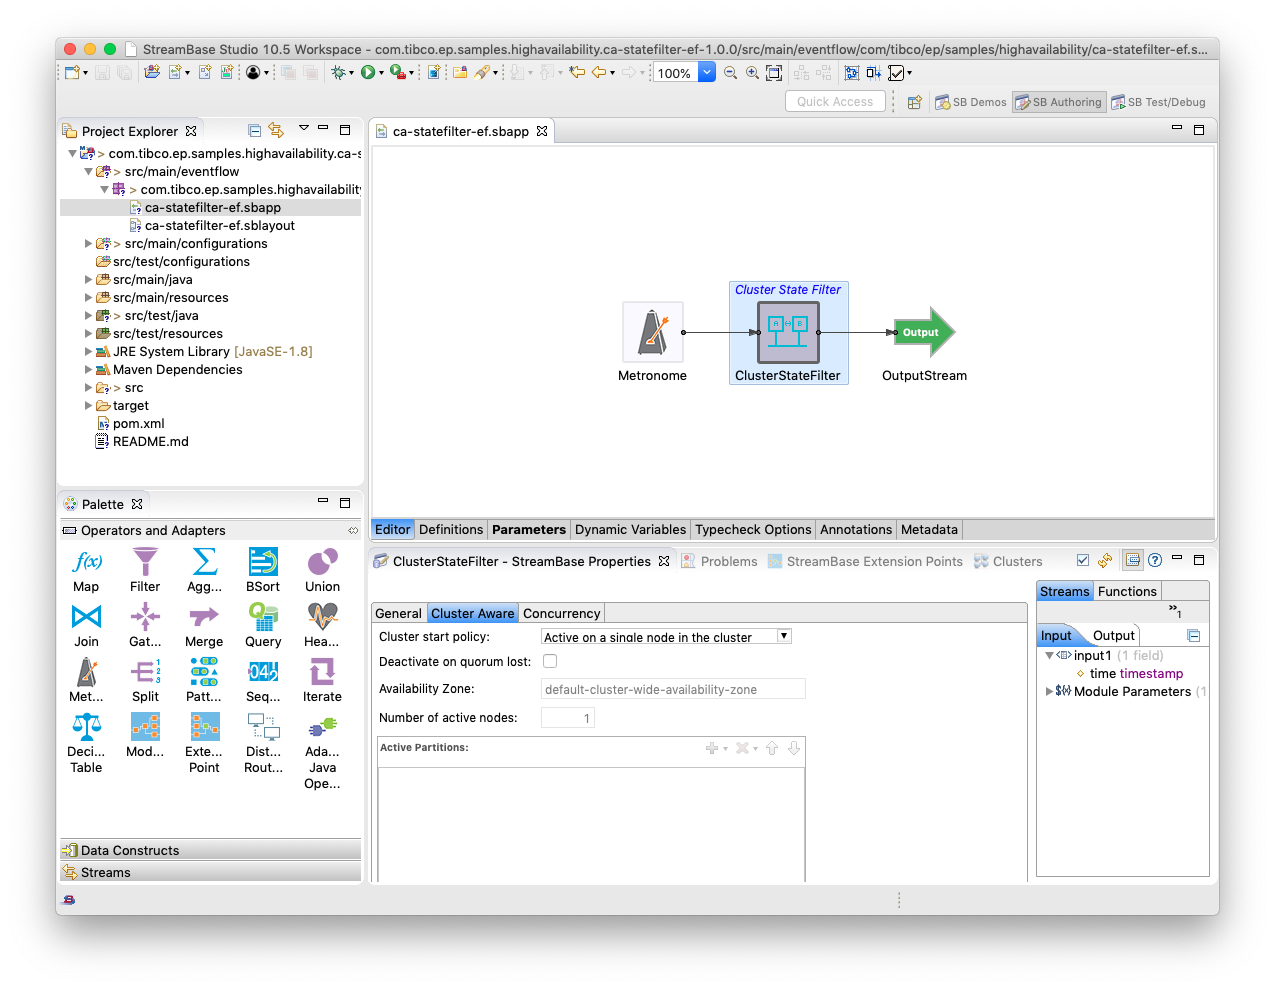 StreamBase Studio 10.5 Workspace - com.tibco.ep.samples.highavailability.ca-statefilter-ef-1.0.0/src/main/eventflow/com/tibco/ep/samples/highavailability/ca-statefilter-ef.s...
100%
Quick Access
SB Demos
SB Authoring
SB Test/Debug
Project Explorer
> com.tibco.ep.samples.highavailability.ca-s
> src/main/eventflow
> com.tibco.ep.samples.highavailability
ca-statefilter-ef.sbapp
ca-statefilter-ef.sblayout
> src/main/configurations
src/test/configurations
src/main/java
src/main/resources
> src/test/java
src/test/resources
JRE System Library [JavaSE-1.8]
Maven Dependencies
> src
target
pom.xml
README.md
ca-statefilter-ef.sbapp
Cluster State Filter
A B
Output
Metronome
ClusterStateFilter
OutputStream
Editor Definitions Parameters Dynamic Variables Typecheck Options Annotations Metadata
Palette
Operators and Adapters
f(x)
Map
Filter
Agg...
BSort
Union
Join
Gat...
Merge
Query
Hea...
Met...
Split
Patt...
Seq...
Iterate
Deci... Table
Mod...
Exte... Point
Dist... Rout...
Ada... Java Ope...
Data Constructs
Streams
ClusterStateFilter - StreamBase Properties
Problems
StreamBase Extension Points
Clusters
General Cluster Aware Concurrency
Cluster start policy: Active on a single node in the cluster
Deactivate on quorum lost:
Availability Zone: default-cluster-wide-availability-zone
Number of active nodes: 1
Active Partitions:
Streams Functions
»1
Input Output
input1 (1 field)
time timestamp
Module Parameters (1